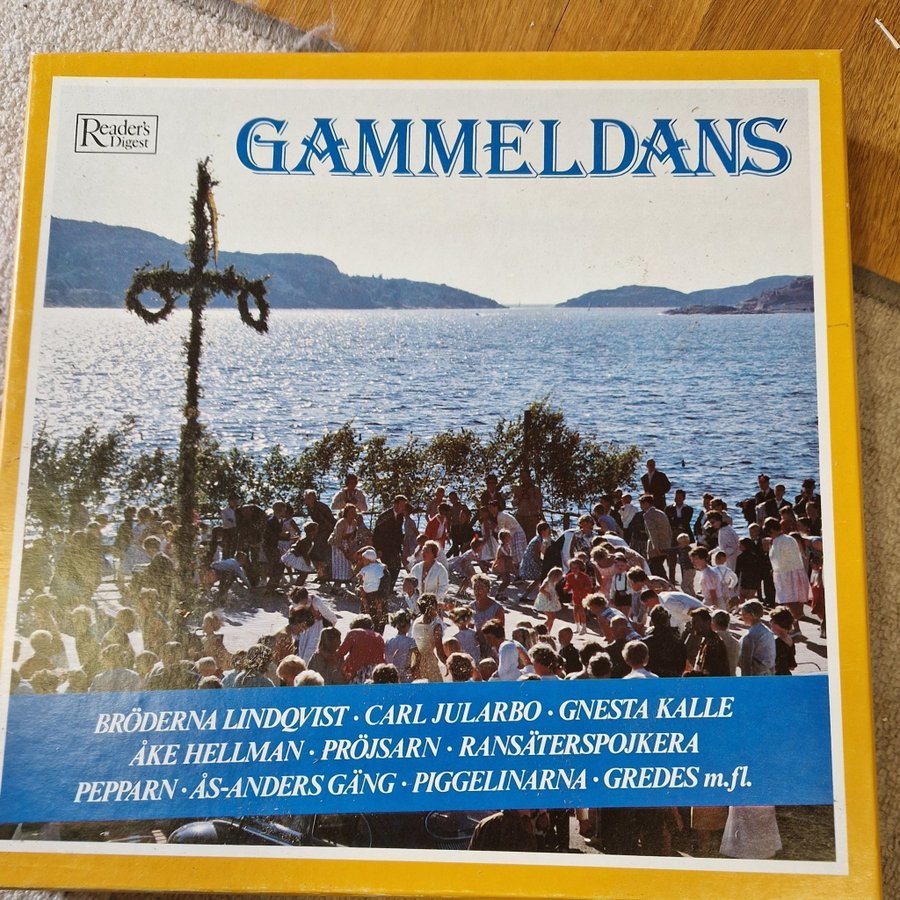 Reader's
Digest
GAMMELDANS
BRÖDERNA LINDQVIST · CARL JULARBO · GNESTA KALLE
ÅKE HELLMAN · PRÖJSARN · RANSÄTERSPOJKERA
PEPPARN · ÅS-ANDERS GÄNG · PIGGELINARNA · GREDES m.fl.